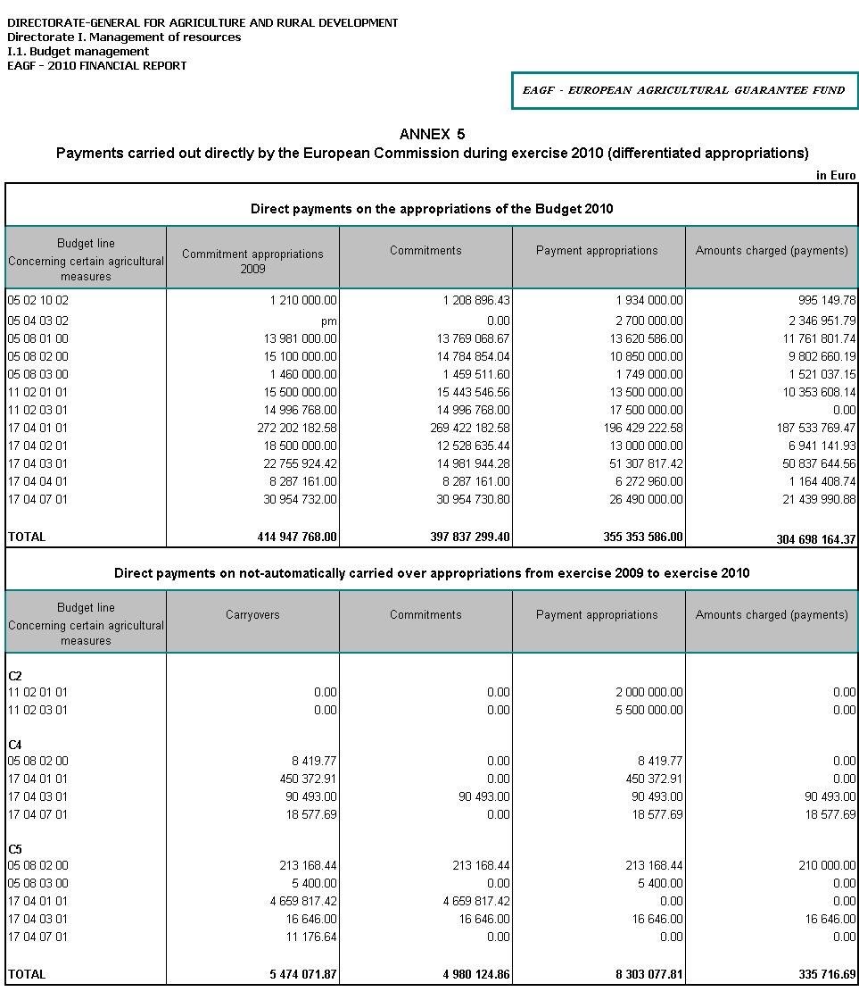 DIRECTORATE-GENERAL FOR AGRICULTURE AND RURAL DEVELOPMENT
Directorate I. Management of resources
I.1. Budget management
EAGF - 2010 FINANCIAL REPORT
EAGF - EUROPEAN AGRICULTURAL GUARANTEE FUND
ANNEX 5
Payments carried out directly by the European Commission during exercise 2010 (differentiated appropriations)
in Euro
Direct payments on the appropriations of the Budget 2010
Budget line
Concerning certain agricultural
measures
Commitment appropriations
2009
Commitments
Payment appropriations
Amounts charged (payments)
05 02 10 02 1 210 000.00 1 208 896.43 1 934 000.00 995 149.78
05 04 03 02 pm 0.00 2 700 000.00 2 346 951.79
05 08 01 00 13 981 000.00 13 769 068.67 13 620 586.00 11 761 801.74
05 08 02 00 15 100 000.00 14 784 854.04 10 850 000.00 9 802 660.19
05 08 03 00 1 460 000.00 1 459 511.60 1 749 000.00 1 521 037.15
11 02 01 01 15 500 000.00 15 443 546.56 13 500 000.00 10 353 608.14
11 02 03 01 14 996 768.00 14 996 768.00 17 500 000.00 0.00
17 04 01 01 272 202 182.58 269 422 182.58 196 429 222.58 187 533 769.47
17 04 02 01 18 500 000.00 12 528 635.44 13 000 000.00 6 941 141.93
17 04 03 01 22 755 924.42 14 981 944.28 51 307 817.42 50 837 644.56
17 04 04 01 8 287 161.00 8 287 161.00 6 272 960.00 1 164 408.74
17 04 07 01 30 954 732.00 30 954 730.80 26 490 000.00 21 439 990.88
TOTAL 414 947 768.00 397 837 299.40 355 353 586.00 304 698 164.37
Direct payments on not-automatically carried over appropriations from exercise 2009 to exercise 2010
Budget line
Concerning certain agricultural
measures
Carryovers
Commitments
Payment appropriations
Amounts charged (payments)
C2
11 02 01 01 0.00 0.00 2 000 000.00 0.00
11 02 03 01 0.00 0.00 5 500 000.00 0.00
C4
05 08 02 00 8 419.77 0.00 8 419.77 0.00
17 04 01 01 450 372.91 0.00 450 372.91 0.00
17 04 03 01 90 493.00 90 493.00 90 493.00 90 493.00
17 04 07 01 18 577.69 0.00 18 577.69 18 577.69
C5
05 08 02 00 213 168.44 213 168.44 213 168.44 210 000.00
05 08 03 00 5 400.00 0.00 5 400.00 0.00
17 04 01 01 4 659 817.42 4 659 817.42 0.00 0.00
17 04 03 01 16 646.00 16 646.00 16 646.00 16 646.00
17 04 07 01 11 176.64 0.00 0.00 0.00
TOTAL 5 474 071.87 4 980 124.86 8 303 077.81 335 716.69